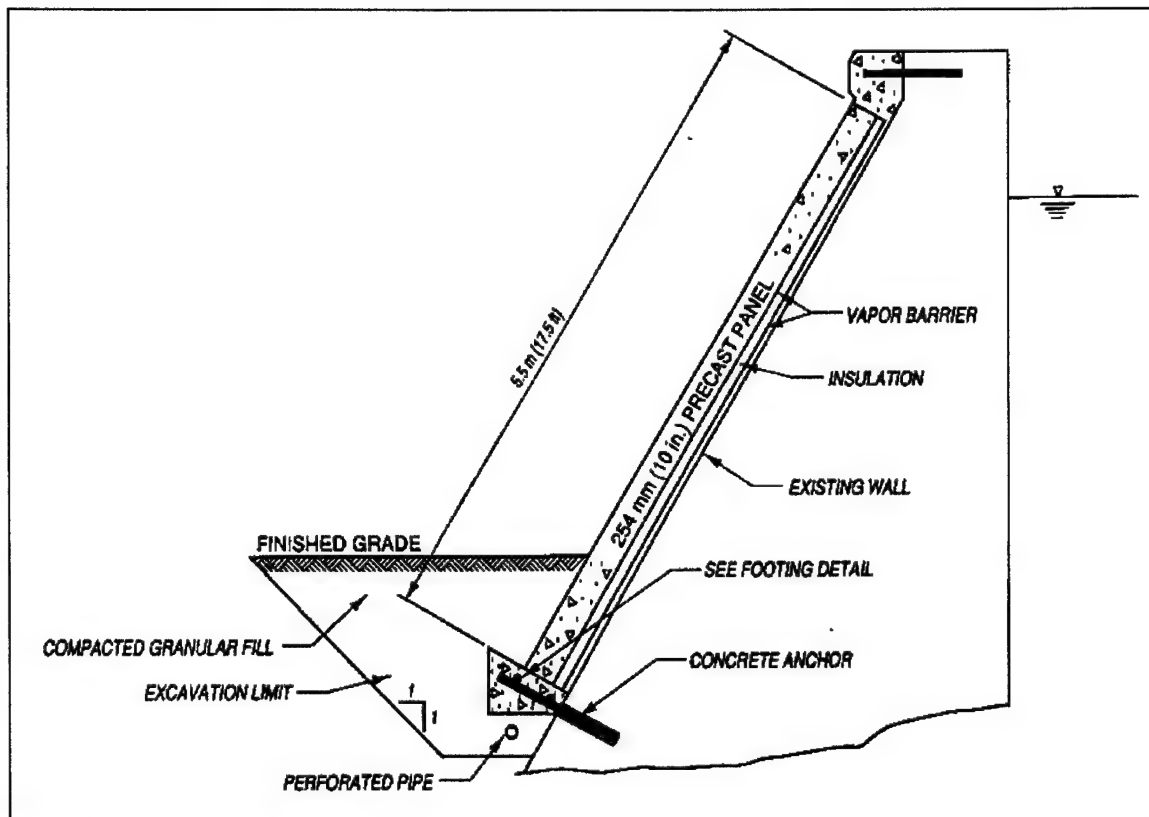 5.5 m (17.5 ft)
254 mm (10 in.) PRECAST PANEL
VAPOR BARRIER
INSULATION
EXISTING WALL
FINISHED GRADE
SEE FOOTING DETAIL
COMPACTED GRANULAR FILL
CONCRETE ANCHOR
EXCAVATION LIMIT
1
1
PERFORATED PIPE